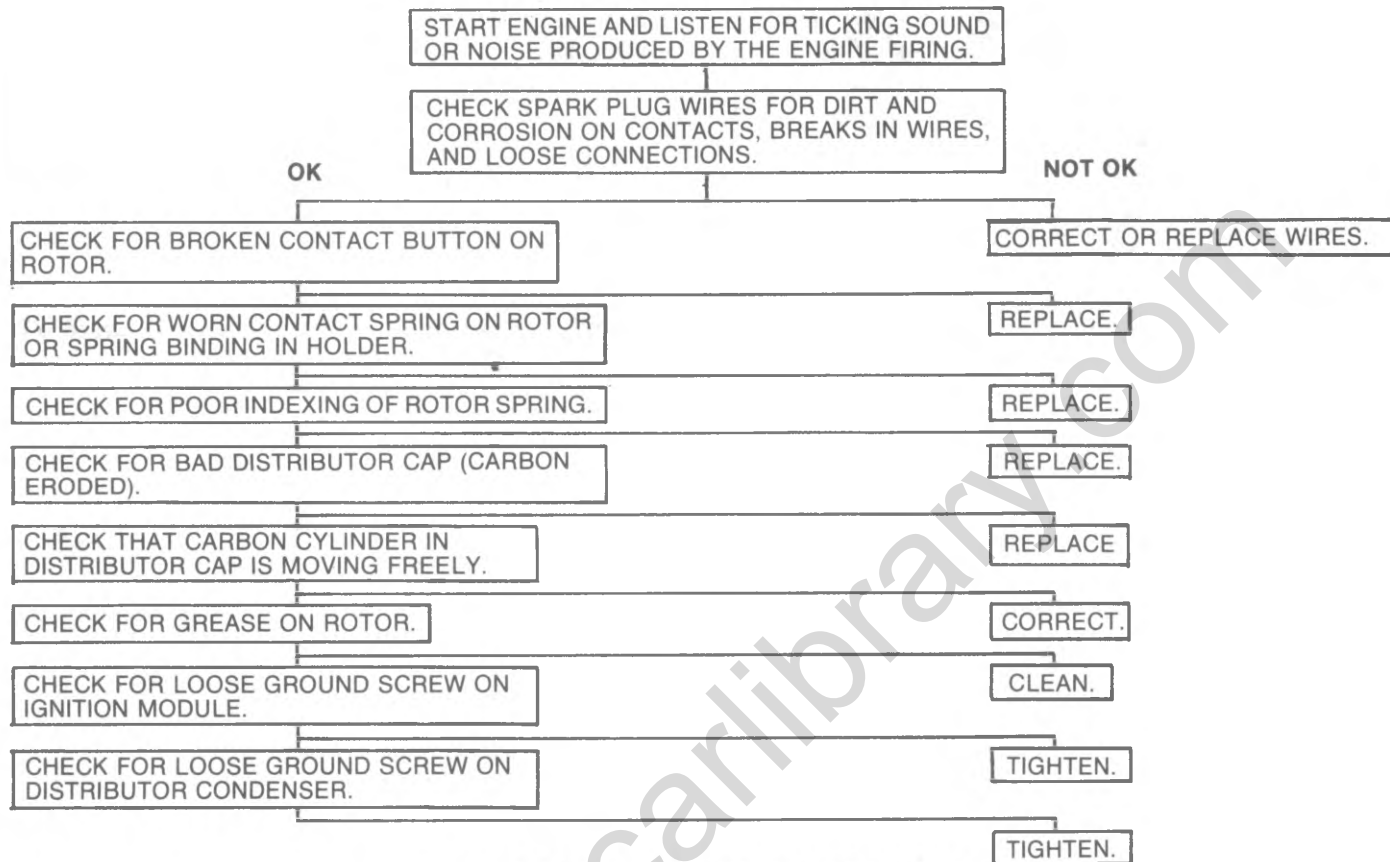 START ENGINE AND LISTEN FOR TICKING SOUND
OR NOISE PRODUCED BY THE ENGINE FIRING.
CHECK SPARK PLUG WIRES FOR DIRT AND
CORROSION ON CONTACTS, BREAKS IN WIRES,
AND LOOSE CONNECTIONS.
OK
NOT OK
CHECK FOR BROKEN CONTACT BUTTON ON
ROTOR.
CORRECT OR REPLACE WIRES.
CHECK FOR WORN CONTACT SPRING ON ROTOR
OR SPRING BINDING IN HOLDER.
REPLACE.
CHECK FOR POOR INDEXING OF ROTOR SPRING.
REPLACE.
CHECK FOR BAD DISTRIBUTOR CAP (CARBON
ERODED).
REPLACE.
CHECK THAT CARBON CYLINDER IN
DISTRIBUTOR CAP IS MOVING FREELY.
REPLACE
CHECK FOR GREASE ON ROTOR.
CORRECT.
CHECK FOR LOOSE GROUND SCREW ON
IGNITION MODULE.
CLEAN.
CHECK FOR LOOSE GROUND SCREW ON
DISTRIBUTOR CONDENSER.
TIGHTEN.
TIGHTEN.
carlibrary.com